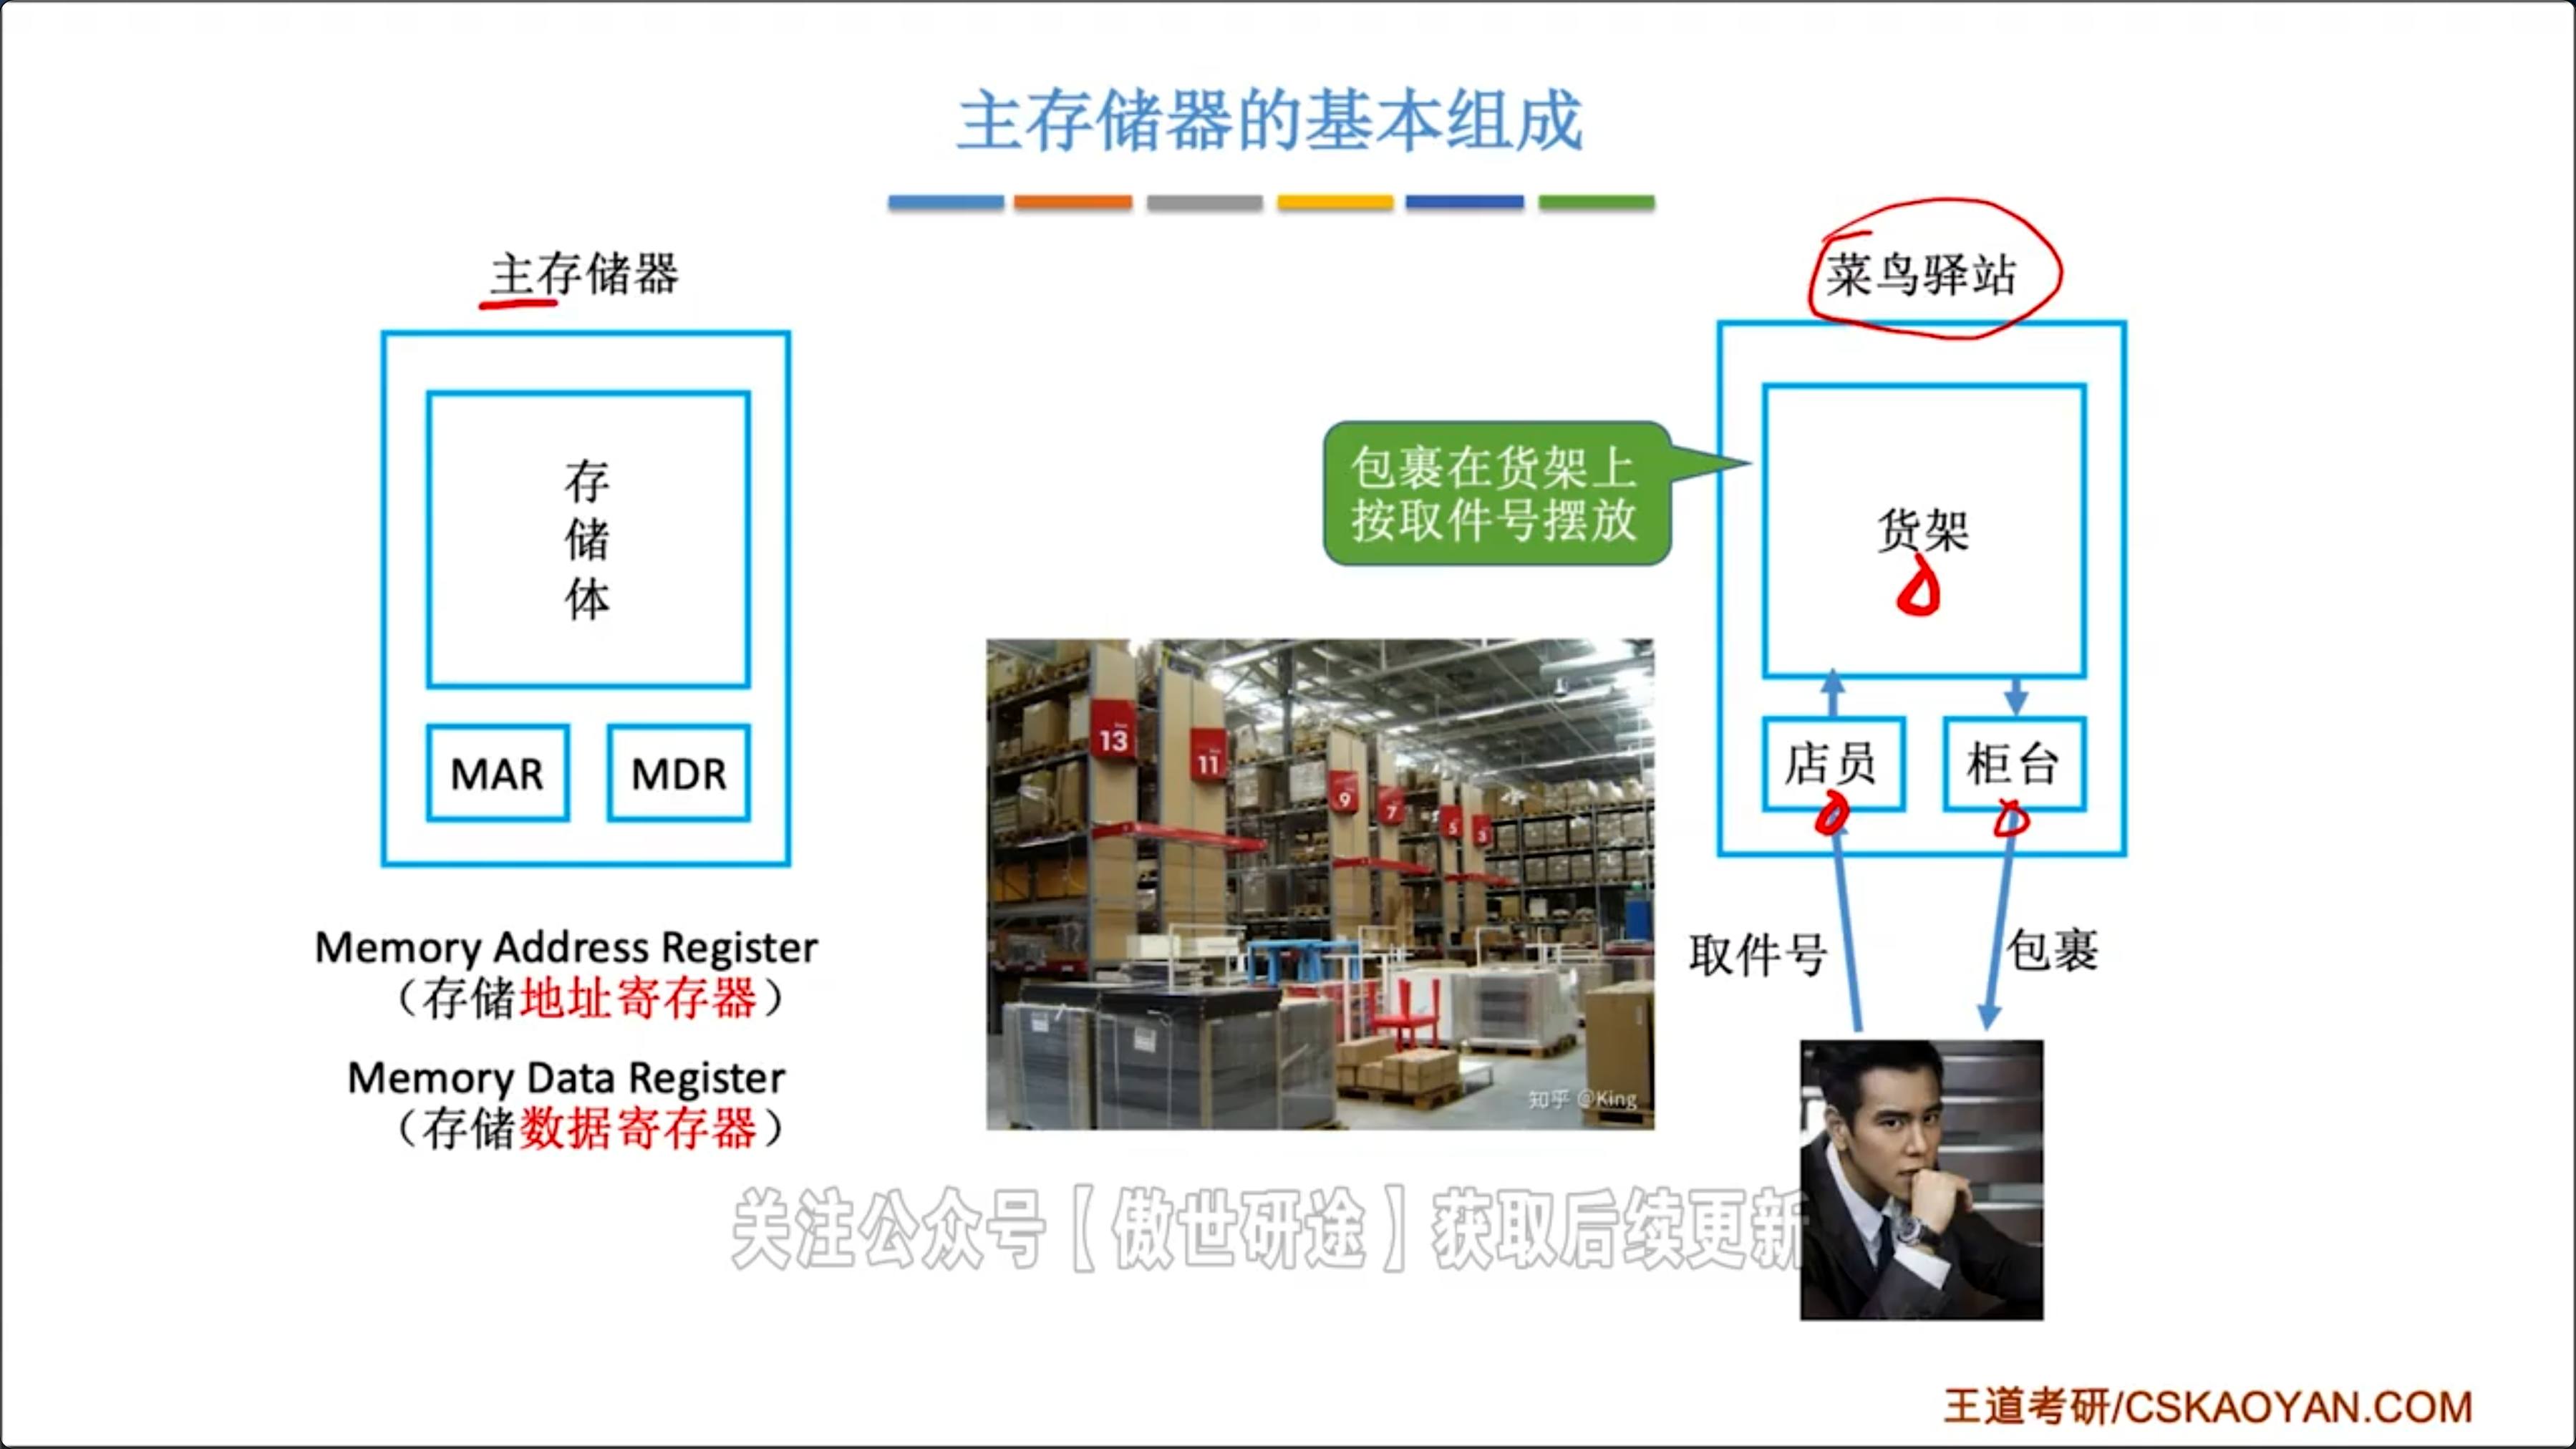 主存储器的基本组成
主存储器
存
储
体
MAR
MDR
Memory Address Register
（存储地址寄存器）
Memory Data Register
（存储数据寄存器）
包裹在货架上
按取件号摆放
13
11
9
7
5
3
知乎 @King
菜鸟驿站
货架
店员
柜台
取件号
包裹
关注公众号【傲世研途】获取后续更新
王道考研/CSKAOYAN.COM